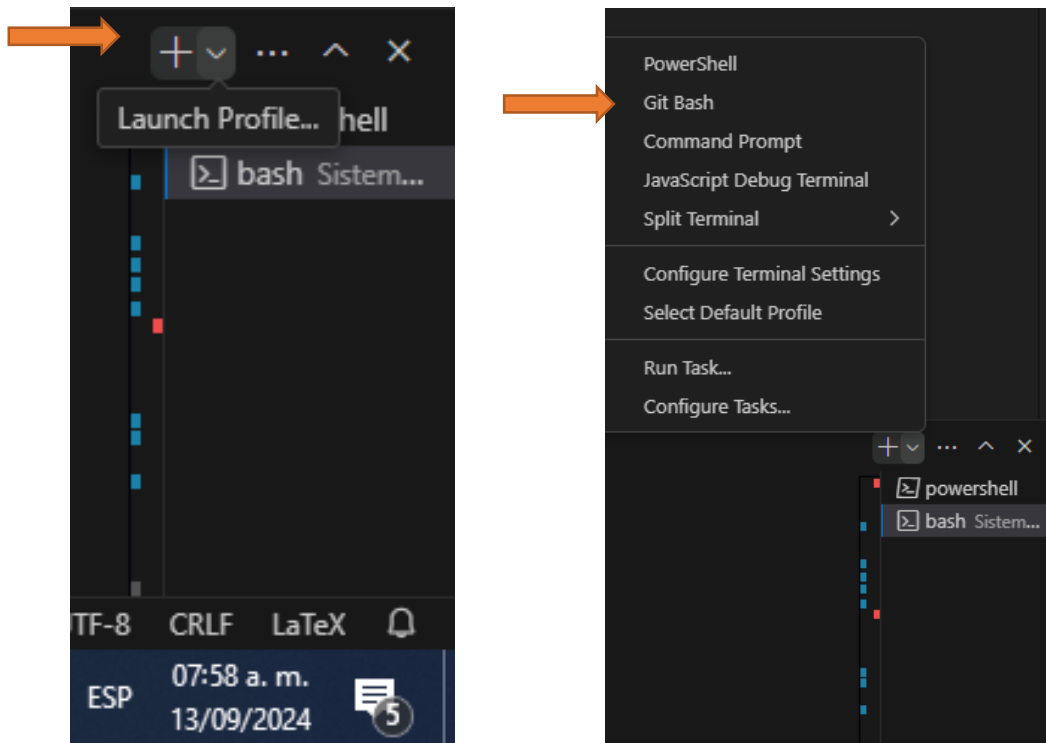 Launch Profile...
hell
bash Sistem...
UTF-8 CRLF LaTeX
07:58 a. m.
ESP
13/09/2024
5
PowerShell
Git Bash
Command Prompt
JavaScript Debug Terminal
Split Terminal
Configure Terminal Settings
Select Default Profile
Run Task...
Configure Tasks...
powershell
bash Sistem...